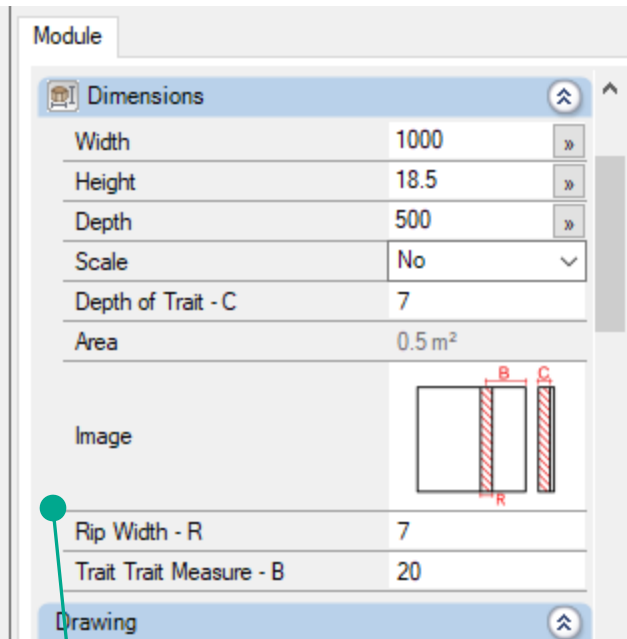 Module
Dimensions
Width 1000 »
Height 18.5 »
Depth 500 »
Scale No
Depth of Trait - C 7
Area 0.5 m²
B C
Image
R
Rip Width - R 7
Trait Trait Measure - B 20
Drawing